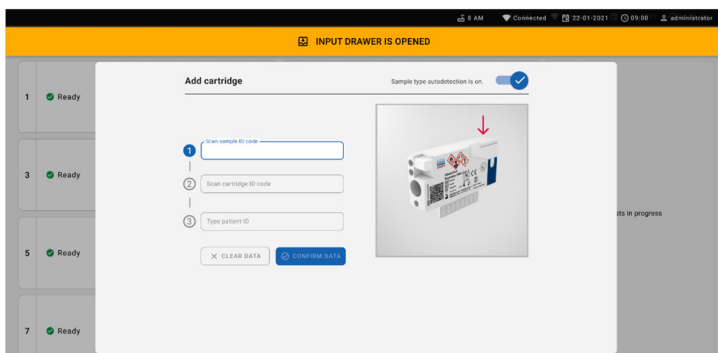 8 AM Connected 22-01-2021 09:00 administrator
INPUT DRAWER IS OPENED
Add cartridge
Sample type autodetection is on.
1 Ready
Scan sample ID code
1
2 Scan cartridge ID code
3 Ready
3 Type patient ID
sts in progress
5 Ready
CLEAR DATA
CONFIRM DATA
7 Ready